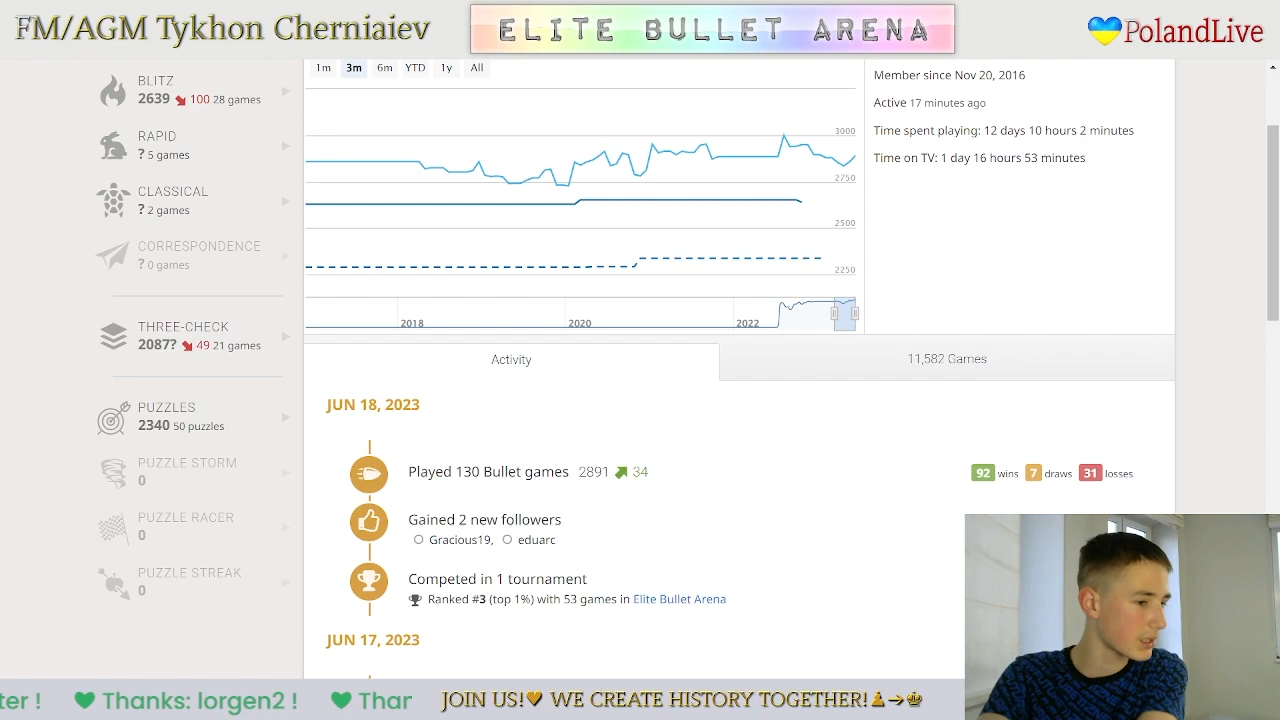 FM/AGM Tykhon Cherniaiev
ELITE BULLET ARENA
PolandLive
BLITZ
2639 100 28 games
RAPID
? 5 games
CLASSICAL
? 2 games
CORRESPONDENCE
? 0 games
THREE-CHECK
2087? 49 21 games
PUZZLES
2340 50 puzzles
PUZZLE STORM
0
PUZZLE RACER
0
PUZZLE STREAK
0
1m 3m 6m YTD 1y All
3000
2750
2500
2250
2018 2020 2022
Member since Nov 20, 2016
Active 17 minutes ago
Time spent playing: 12 days 10 hours 2 minutes
Time on TV: 1 day 16 hours 53 minutes
Activity
11,582 Games
JUN 18, 2023
Played 130 Bullet games 2891 34
92 wins 7 draws 31 losses
Gained 2 new followers
Gracious19, eduarc
Competed in 1 tournament
Ranked #3 (top 1%) with 53 games in Elite Bullet Arena
JUN 17, 2023
ter ! Thanks: lorgen2 ! Thar
JOIN US! WE CREATE HISTORY TOGETHER!